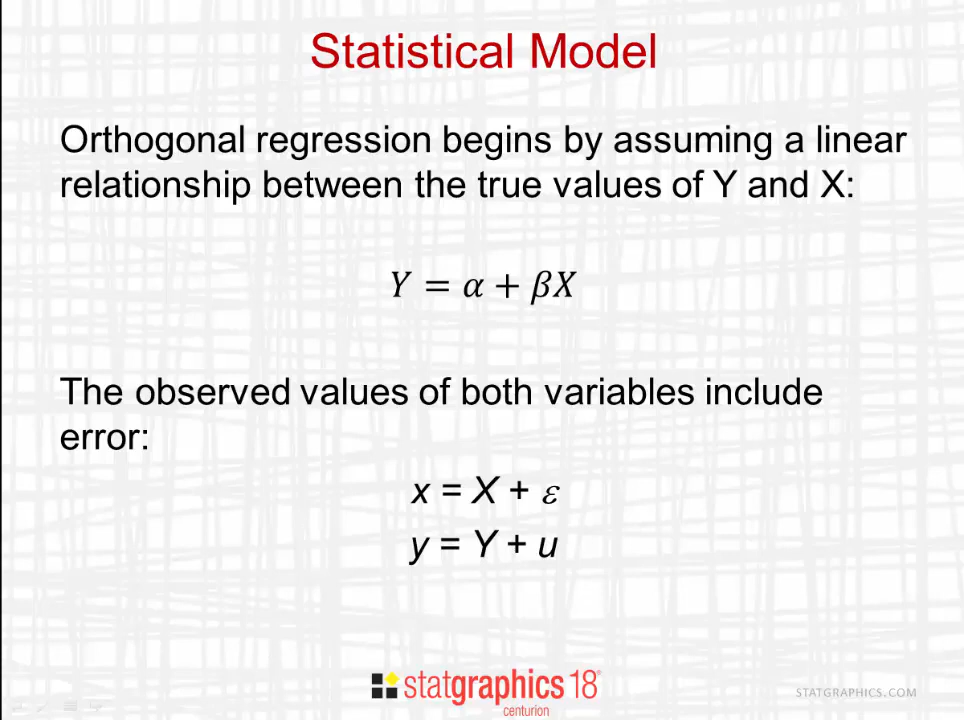 Statistical Model
Orthogonal regression begins by assuming a linear
relationship between the true values of Y and X:
Y = α + βX
The observed values of both variables include
error:
x = X + ε
y = Y + u
statgraphics 18®
centurion
STATGRAPHICS.COM